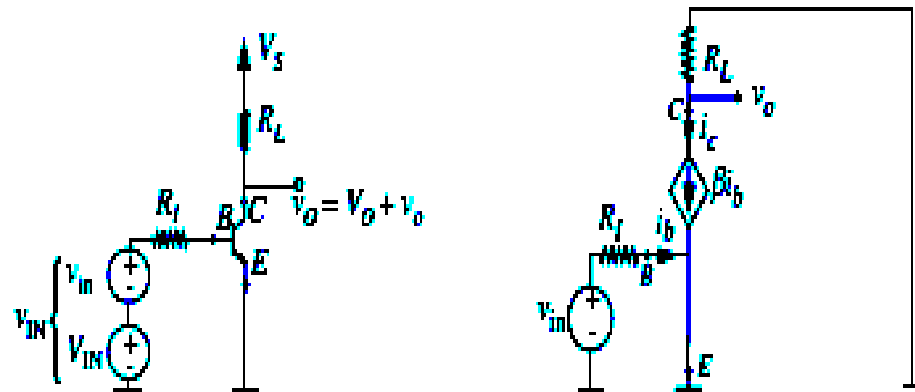 V_S
R_L
R_I
B
C
v_O = V_O + v_o
E
v_in
v_IN
V_IN
R_L
C
v_o
i_c
βi_b
R_I
i_b
B
v_in
E